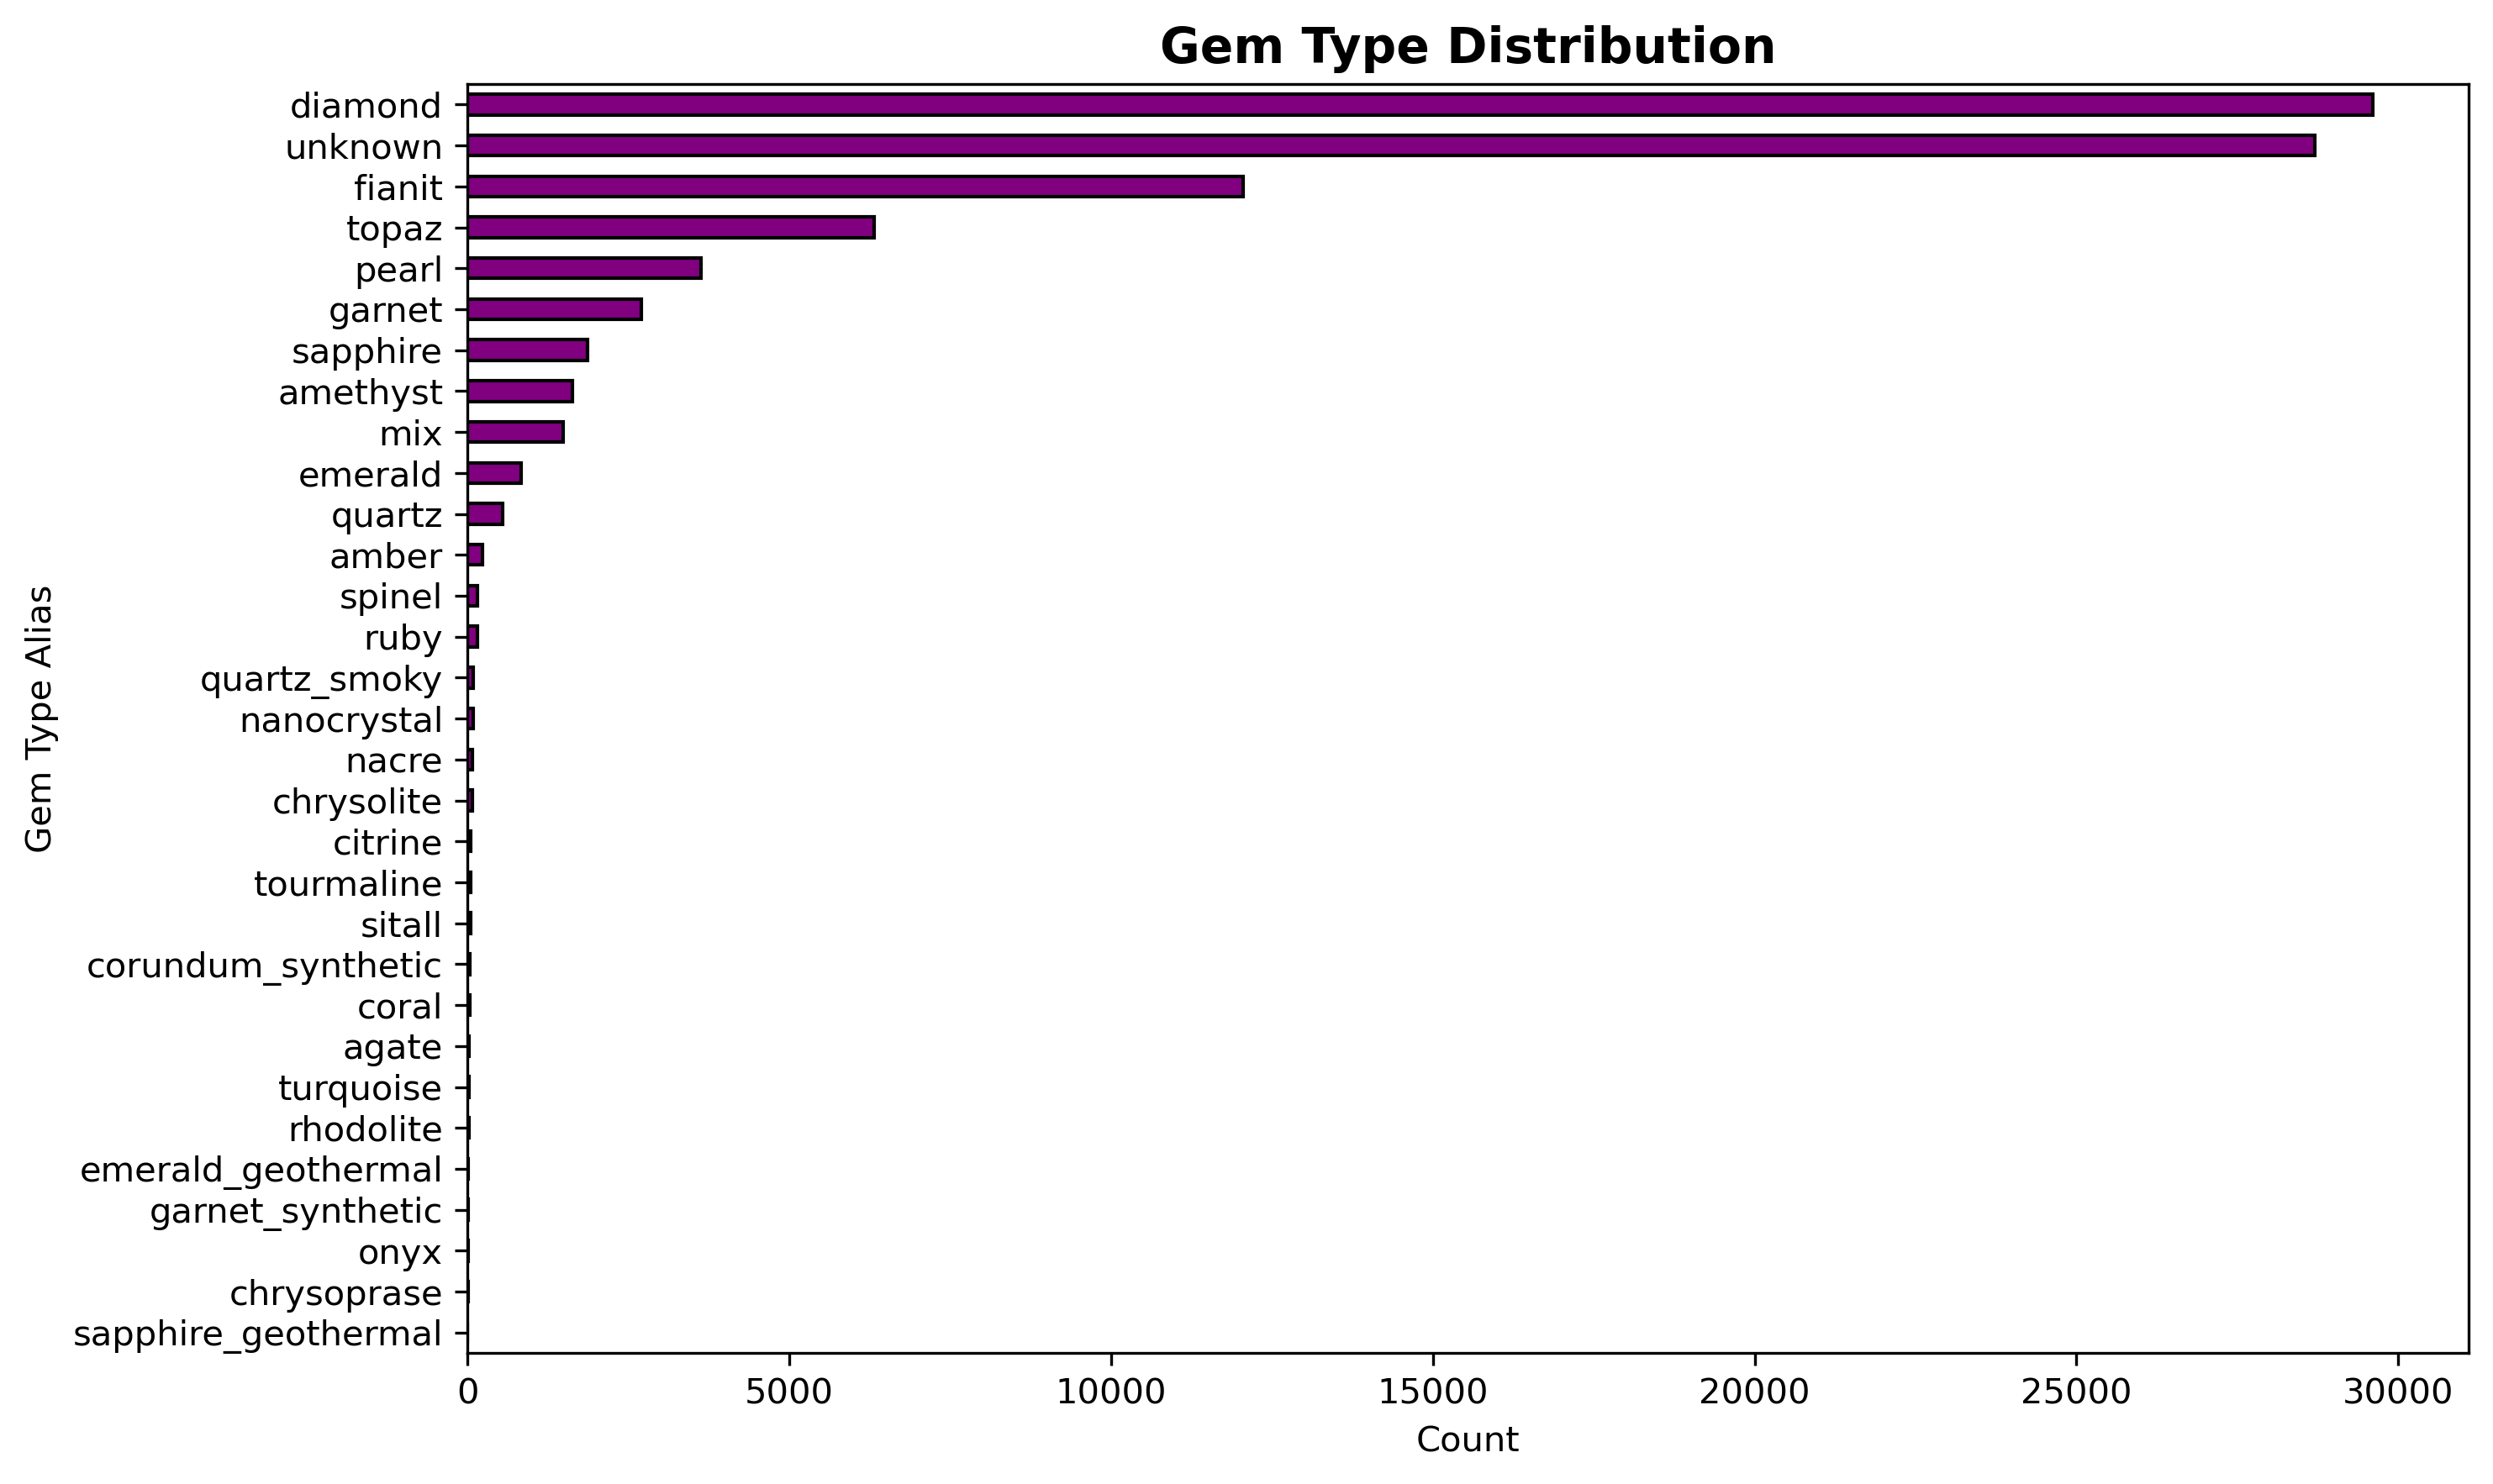 Gem Type Distribution
diamond
unknown
fianit
topaz
pearl
garnet
sapphire
amethyst
mix
emerald
quartz
amber
spinel
ruby
quartz_smoky
nanocrystal
nacre
chrysolite
citrine
tourmaline
sitall
corundum_synthetic
coral
agate
turquoise
rhodolite
emerald_geothermal
garnet_synthetic
onyx
chrysoprase
sapphire_geothermal
Gem Type Alias
0 5000 10000 15000 20000 25000 30000
Count